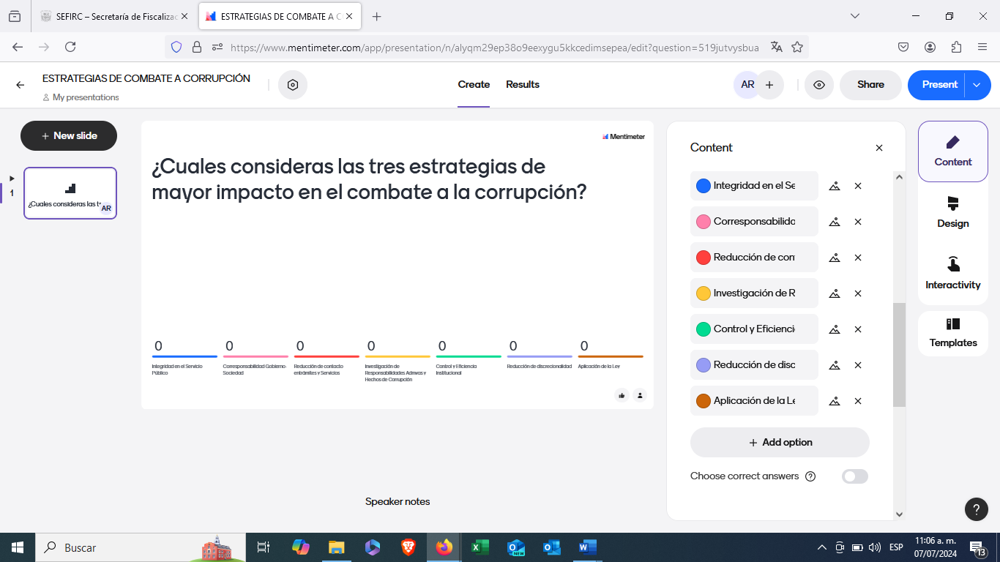 SEFIRC – Secretaría de Fiscalizac
ESTRATEGIAS DE COMBATE A C
https://www.mentimeter.com/app/presentation/n/alyqm29ep38o9eexygu5kkcedimsepea/edit?question=519jutvysbua
ESTRATEGIAS DE COMBATE A CORRUPCIÓN
My presentations
Create
Results
AR
Share
Present
New slide
1
¿Cuales consideras las tr
AR
Mentimeter
¿Cuales consideras las tres estrategias de
mayor impacto en el combate a la corrupción?
0
0
0
0
0
0
0
Integridad en el Servicio
Público
Corresponsabilidad Gobierno-
Sociedad
Reducción de contacto
entrámites y Servicios
Investigación de
Responsabilidades Admvas y
Hechos de Corrupción
Control y Eficiencia
Institucional
Reducción de discrecionalidad
Aplicación de la Ley
Speaker notes
Content
Integridad en el Se
Corresponsabilida
Reducción de con
Investigación de R
Control y Eficienci
Reducción de disc
Aplicación de la Le
Add option
Choose correct answers ?
Content
Design
Interactivity
Templates
?
Buscar
NEW
ESP
11:06 a. m.
07/07/2024
13